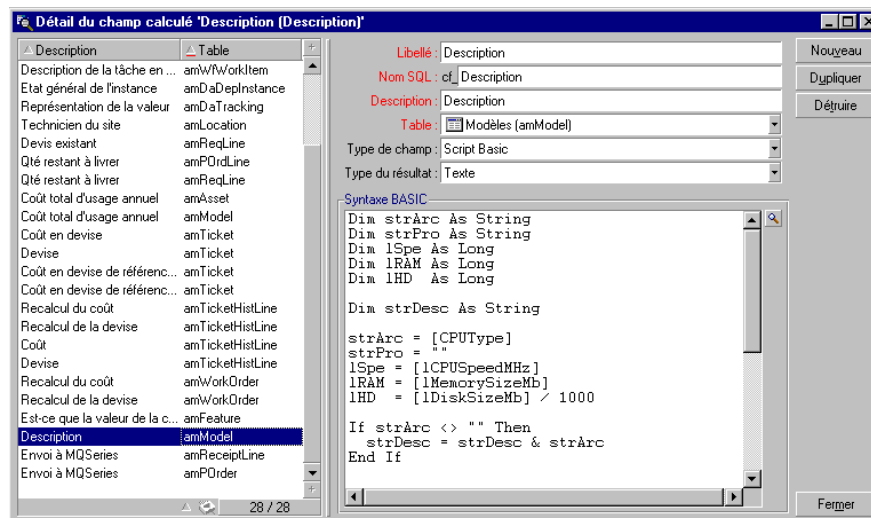 Détail du champ calculé 'Description (Description)'
Description Table
Description de la tâche en ... amWfWorkItem
Etat général de l'instance amDaDepInstance
Représentation de la valeur amDaTracking
Technicien du site amLocation
Devis existant amReqLine
Qté restant à livrer amPOrdLine
Qté restant à livrer amReqLine
Coût total d'usage annuel amAsset
Coût total d'usage annuel amModel
Coût en devise amTicket
Devise amTicket
Coût en devise de référenc... amTicket
Coût en devise de référenc... amTicket
Recalcul du coût amTicketHistLine
Recalcul de la devise amTicketHistLine
Coût amTicketHistLine
Devise amTicketHistLine
Recalcul du coût amWorkOrder
Recalcul de la devise amWorkOrder
Est-ce que la valeur de la c... amFeature
Description amModel
Envoi à MQSeries amReceiptLine
Envoi à MQSeries amPOrder
28 / 28
Libellé : Description
Nom SQL : cf_ Description
Description : Description
Table : Modèles (amModel)
Type de champ : Script Basic
Type du résultat : Texte
Syntaxe BASIC
Dim strArc As String
Dim strPro As String
Dim lSpe As Long
Dim lRAM As Long
Dim lHD  As Long
Dim strDesc As String
strArc = [CPUType]
strPro = ""
lSpe = [lCPUSpeedMHz]
lRAM = [lMemorySizeMb]
lHD  = [lDiskSizeMb] / 1000
If strArc <> "" Then
strDesc = strDesc & strArc
End If
Nouveau
Dupliquer
Détruire
Fermer